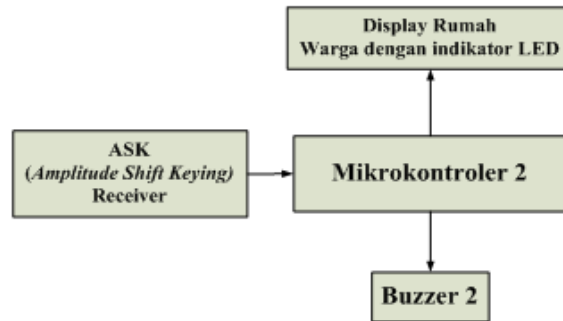 Display Rumah
Warga dengan indikator LED
ASK
(Amplitude Shift Keying)
Receiver
Mikrokontroler 2
Buzzer 2